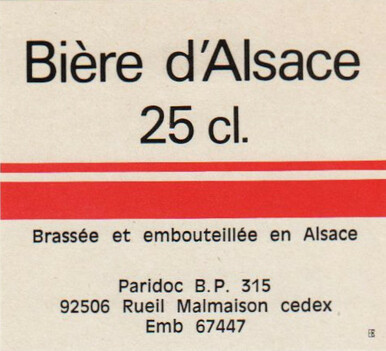 Bière d'Alsace
25 cl.
Brassée et embouteillée en Alsace
Paridoc B.P. 315
92506 Rueil Malmaison cedex
Emb 67447